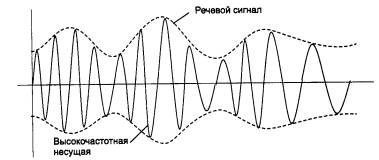 Речевой сигнал
Высокочастотная
несущая